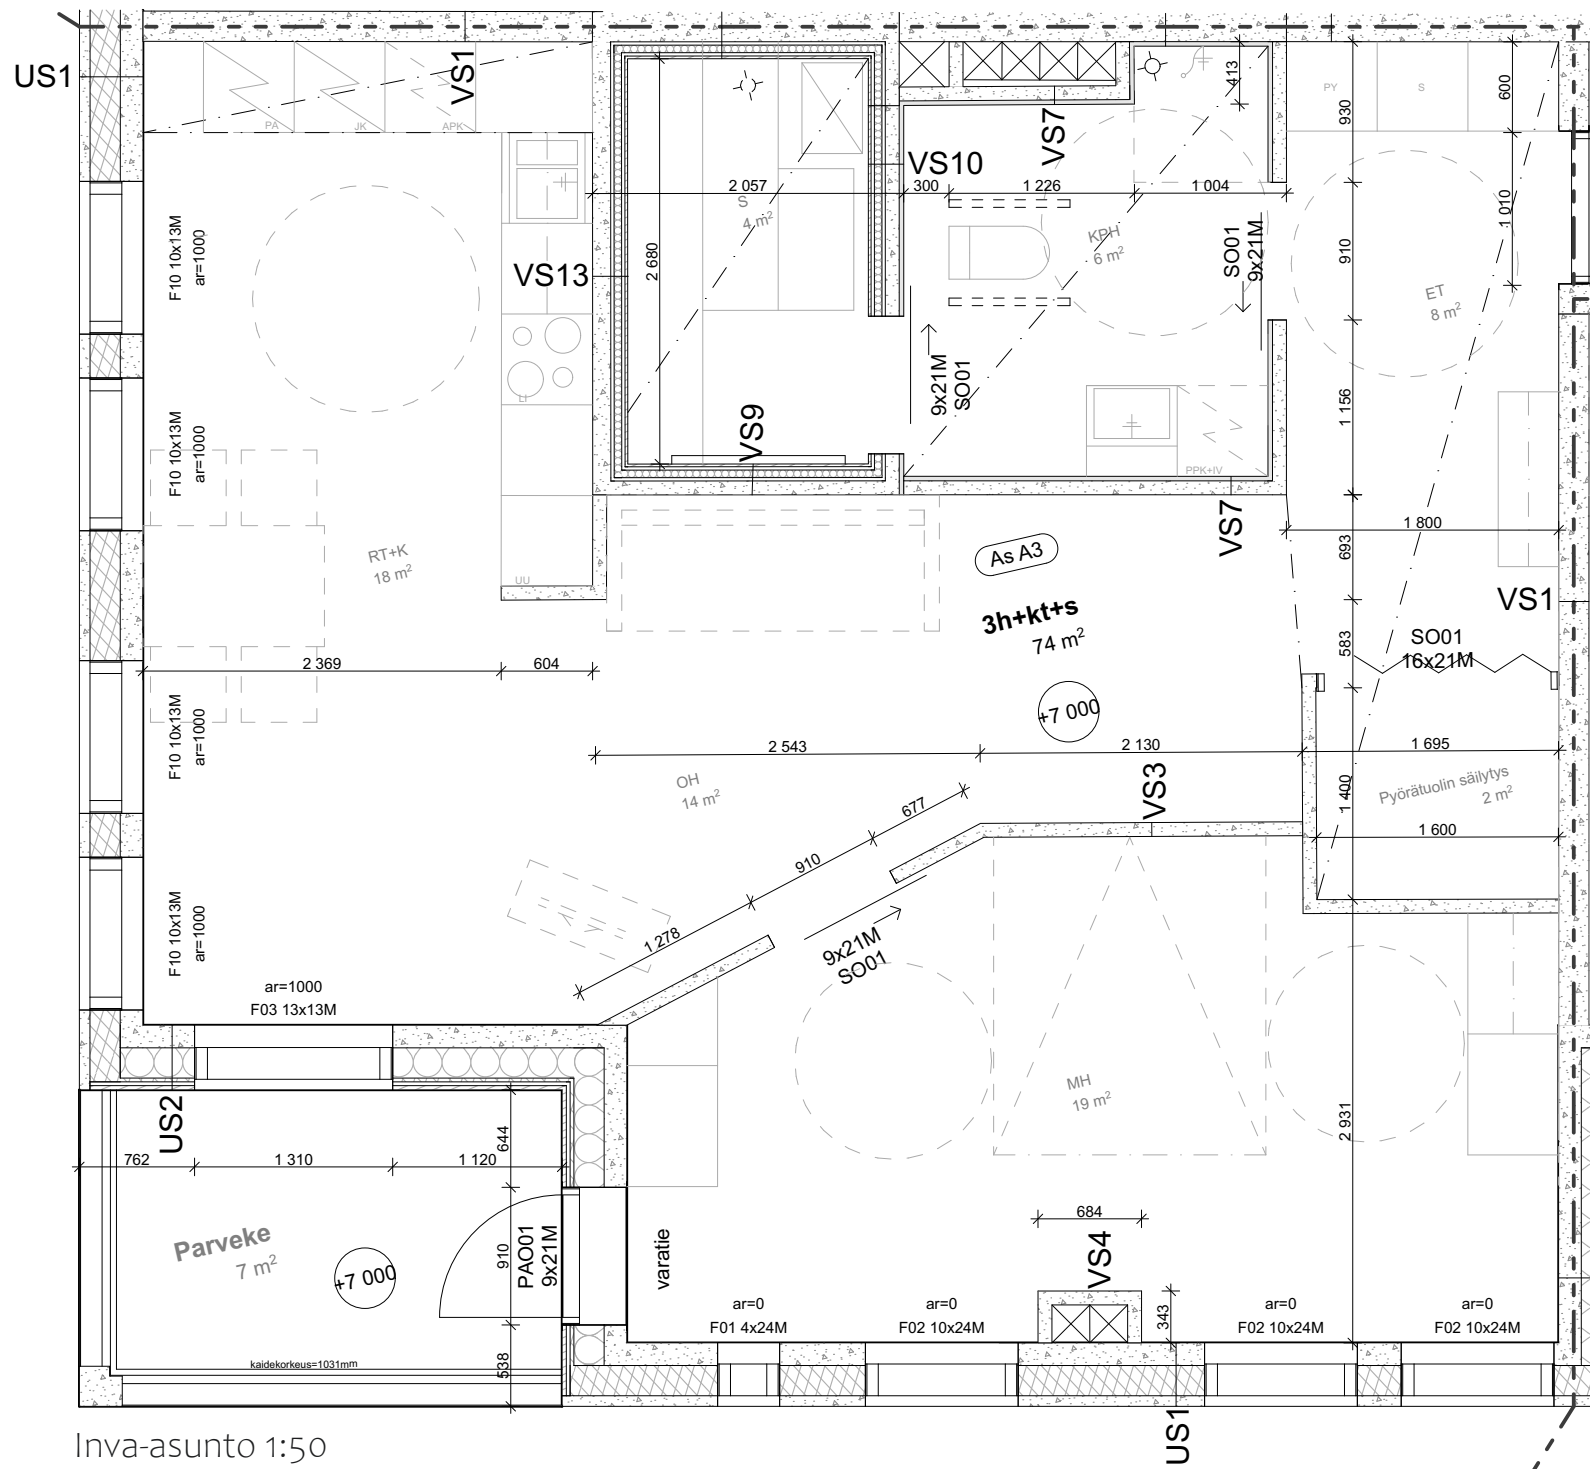 US1
VS1
PA
JK
APK
413
PY
S
930
600
VS7
VS10
2 057
300
1 226
1 004
S
4 m²
1 010
F10 10x13M
ar=1000
2 680
KPH
6 m²
SO01
9x21M
910
VS13
ET
8 m²
LI
9x21M
SO01
1 156
F10 10x13M
ar=1000
VS9
PPK+IV
VS7
1 800
693
As A3
RT+K
18 m²
UU
3h+kt+s
74 m²
VS1
SO01
16x21M
583
2 369
604
+7 000
F10 10x13M
ar=1000
2 543
2 130
1 695
OH
14 m²
VS3
Pyörätuolin säilytys
2 m²
1 400
677
1 600
910
1 278
9x21M
SO01
F10 10x13M
ar=1000
ar=1000
F03 13x13M
MH
19 m²
2 931
US2
644
762
1 310
1 120
684
Parveke
7 m²
+7 000
910
PAO01
9x21M
varatie
VS4
343
ar=0
F01 4x24M
ar=0
F02 10x24M
ar=0
F02 10x24M
ar=0
F02 10x24M
kaidekorkeus=1031mm
538
US1
Inva-asunto 1:50